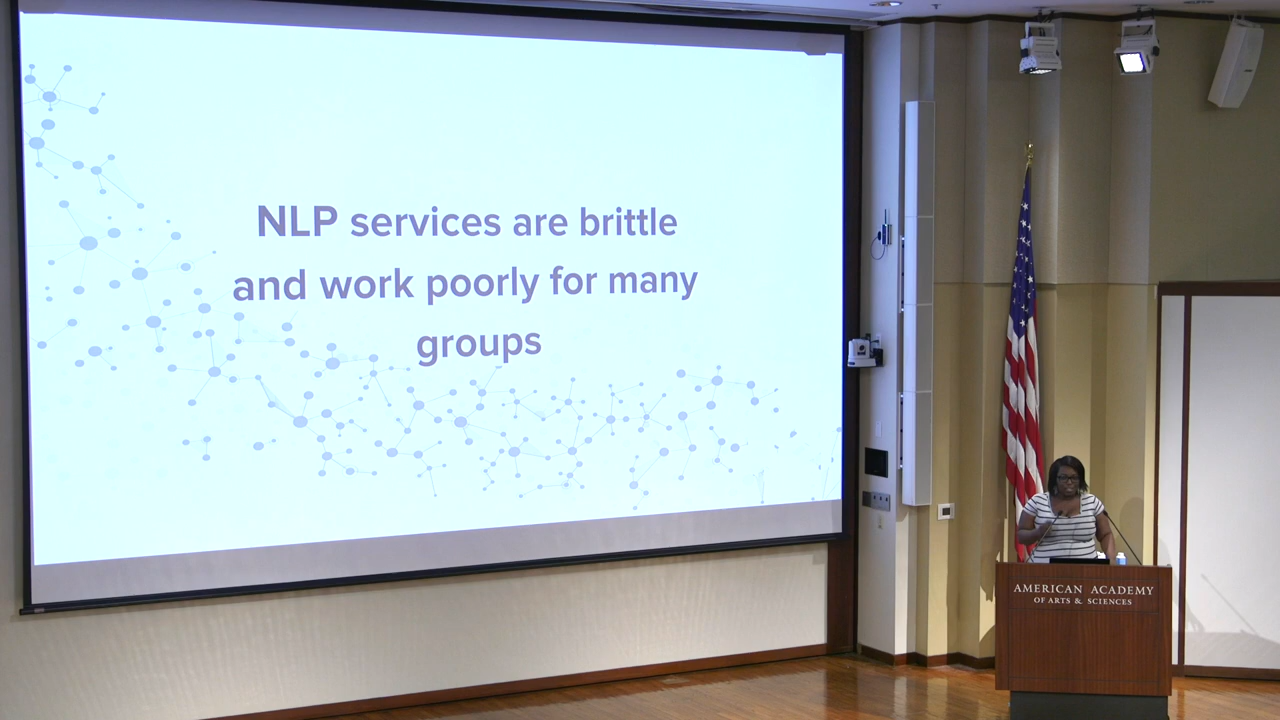 NLP services are brittle
and work poorly for many
groups
AMERICAN ACADEMY
OF ARTS & SCIENCES